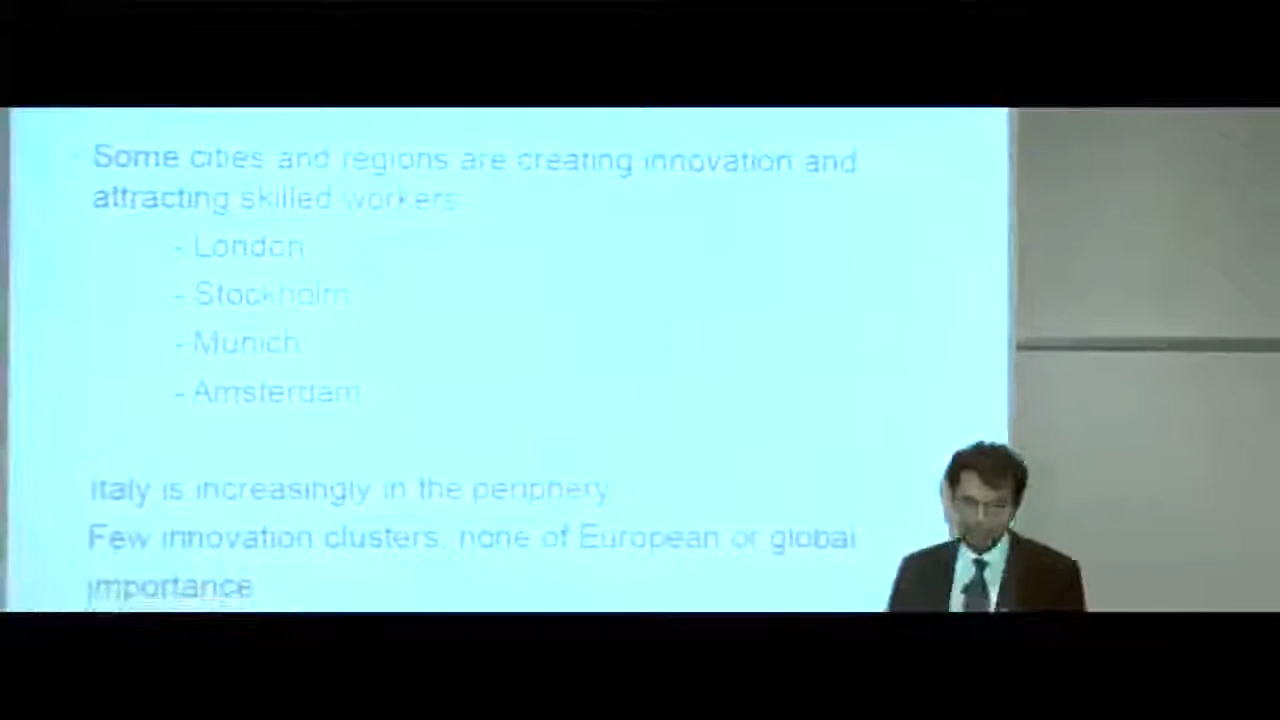 Some cities and regions are creating innovation and
attracting skilled workers
- London
- Stockholm
- Munich
- Amsterdam
Italy is increasingly in the periphery
Few innovation clusters, none of European or global
importance